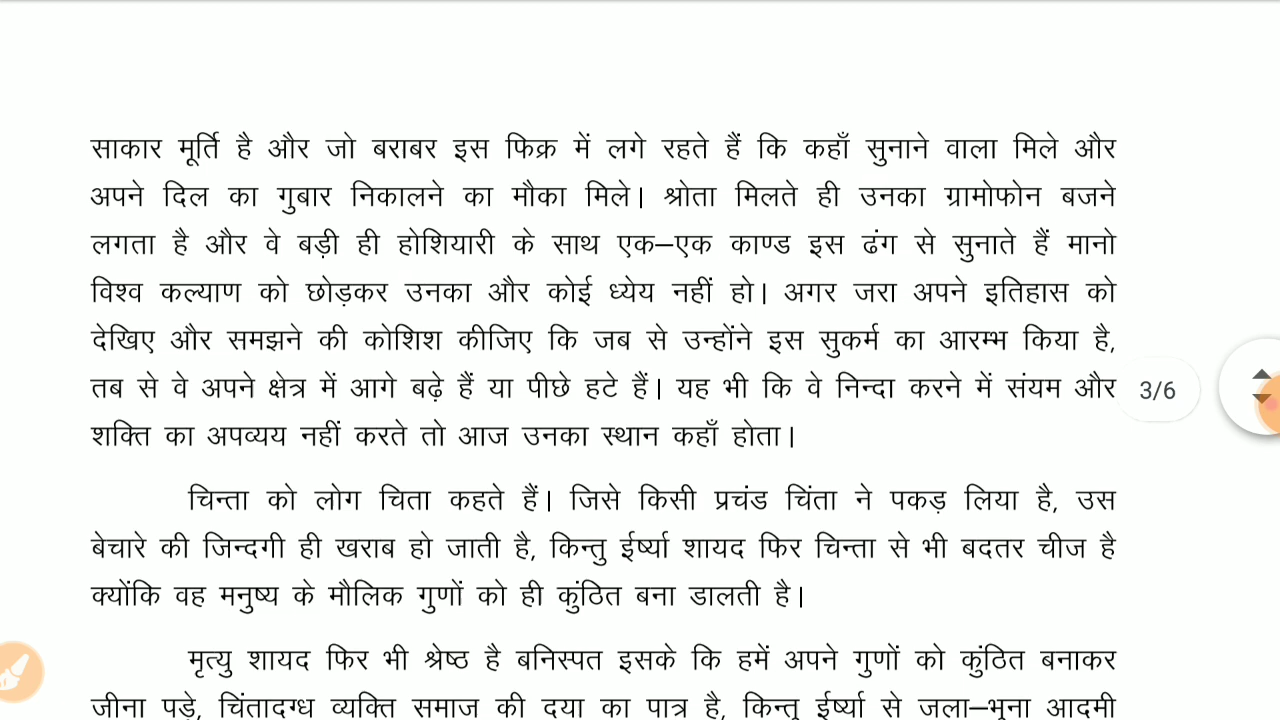 साकार मूर्ति है और जो बराबर इस फिक्र में लगे रहते हैं कि कहाँ सुनाने वाला मिले और
अपने दिल का गुबार निकालने का मौका मिले। श्रोता मिलते ही उनका ग्रामोफोन बजने
लगता है और वे बड़ी ही होशियारी के साथ एक–एक काण्ड इस ढंग से सुनाते हैं मानो
विश्व कल्याण को छोड़कर उनका और कोई ध्येय नहीं हो। अगर जरा अपने इतिहास को
देखिए और समझने की कोशिश कीजिए कि जब से उन्होंने इस सुकर्म का आरम्भ किया है,
तब से वे अपने क्षेत्र में आगे बढ़े हैं या पीछे हटे हैं। यह भी कि वे निन्दा करने में संयम और
शक्ति का अपव्यय नहीं करते तो आज उनका स्थान कहाँ होता।
3/6
चिन्ता को लोग चिता कहते हैं। जिसे किसी प्रचंड चिंता ने पकड़ लिया है, उस
बेचारे की जिन्दगी ही खराब हो जाती है, किन्तु ईर्ष्या शायद फिर चिन्ता से भी बदतर चीज है
क्योंकि वह मनुष्य के मौलिक गुणों को ही कुंठित बना डालती है।
मृत्यु शायद फिर भी श्रेष्ठ है बनिस्पत इसके कि हमें अपने गुणों को कुंठित बनाकर
जीना पड़े, चिंतादग्ध व्यक्ति समाज की दया का पात्र है, किन्तु ईर्ष्या से जला–भुना आदमी